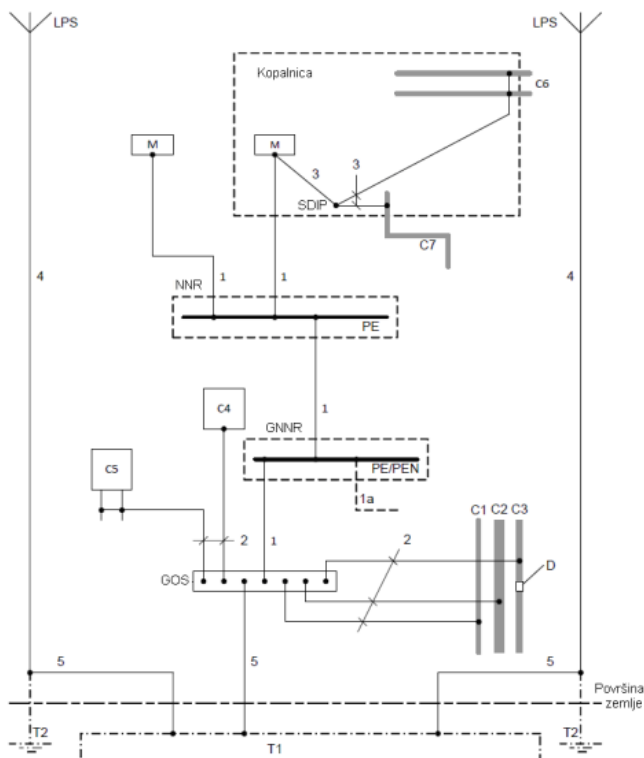 LPS
LPS
Kopalnica
C6
M
M
3
3
SDIP
C7
4
4
1
1
NNR
PE
C4
1
GNNR
C5
PE/PEN
1a
C1 C2 C3
2
1
2
GOS
D
5
5
5
Površina
zemlje
T2
T1
T2